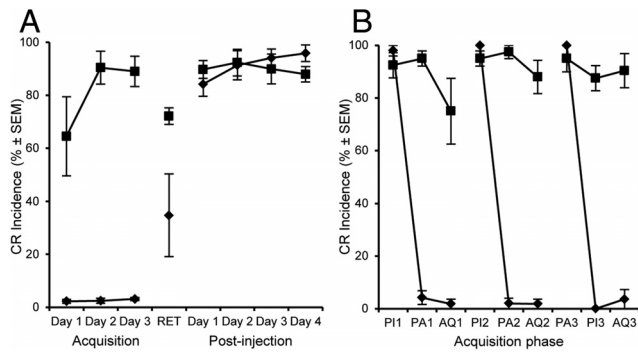 A
CR Incidence (% ± SEM)
100
80
60
40
20
0
Day 1 Day 2 Day 3 RET Day 1 Day 2 Day 3 Day 4
Acquisition Post-injection
B
CR Incidence (% ± SEM)
100
80
60
40
20
0
PI1 PA1 AQ1 PI2 PA2 AQ2 PA3 PI3 AQ3
Acquisition phase